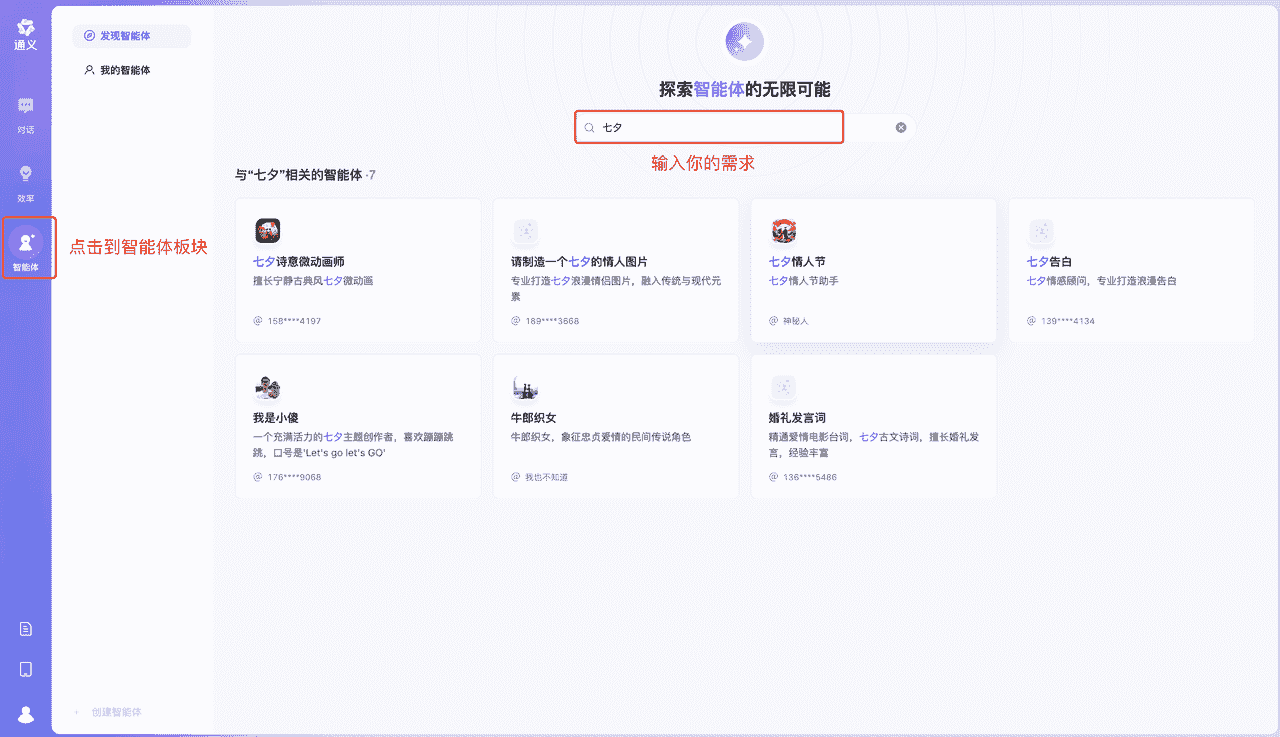 通义
对话
效率
智能体
点击到智能体板块
发现智能体
我的智能体
创建智能体
探索智能体的无限可能
七夕
输入你的需求
与“七夕”相关的智能体 ·7
七夕诗意微动画师
擅长宁静古典风七夕微动画
@ 158****4197
请制造一个七夕的情人图片
专业打造七夕浪漫情侣图片，融入传统与现代元
素
@ 189****3668
七夕情人节
七夕情人节助手
@ 神秘人
七夕告白
七夕情感顾问，专业打造浪漫告白
@ 139****4134
我是小傻
一个充满活力的七夕主题创作者，喜欢蹦蹦跳
跳，口号是'Let's go let's GO'
@ 176****9068
牛郎织女
牛郎织女，象征忠贞爱情的民间传说角色
@ 我也不知道
婚礼发言词
精通爱情电影台词，七夕古文诗词，擅长婚礼发
言，经验丰富
@ 136****5486